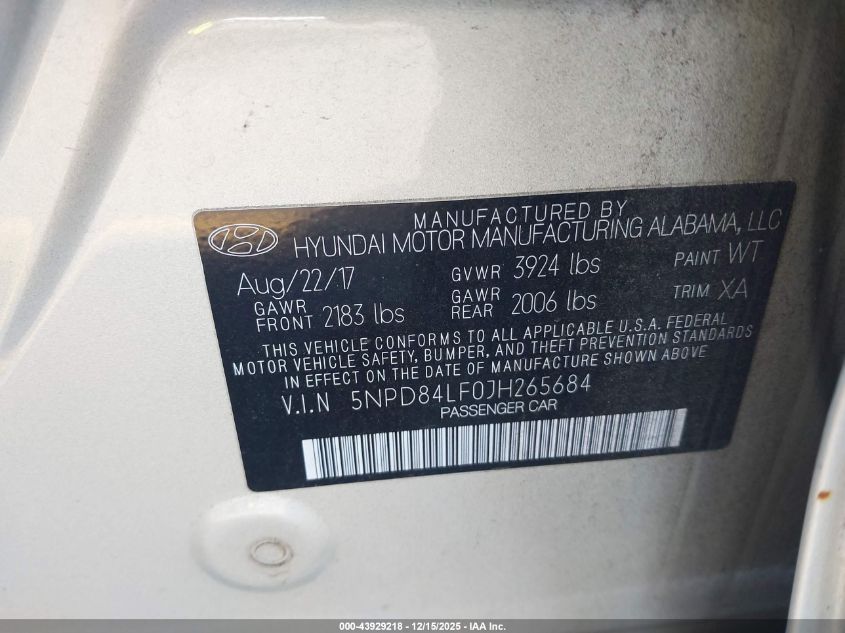 MANUFACTURED BY
HYUNDAI MOTOR MANUFACTURING ALABAMA, LLC
Aug/22/17 GVWR 3924 lbs PAINT WT
GAWR FRONT 2183 lbs GAWR REAR 2006 lbs TRIM XA
THIS VEHICLE CONFORMS TO ALL APPLICABLE U.S.A. FEDERAL
MOTOR VEHICLE SAFETY, BUMPER, AND THEFT PREVENTION STANDARDS
IN EFFECT ON THE DATE OF MANUFACTURE SHOWN ABOVE
V.I.N 5NPD84LF0JH265684
PASSENGER CAR
000-43929218 - 12/15/2025 - IAA Inc.